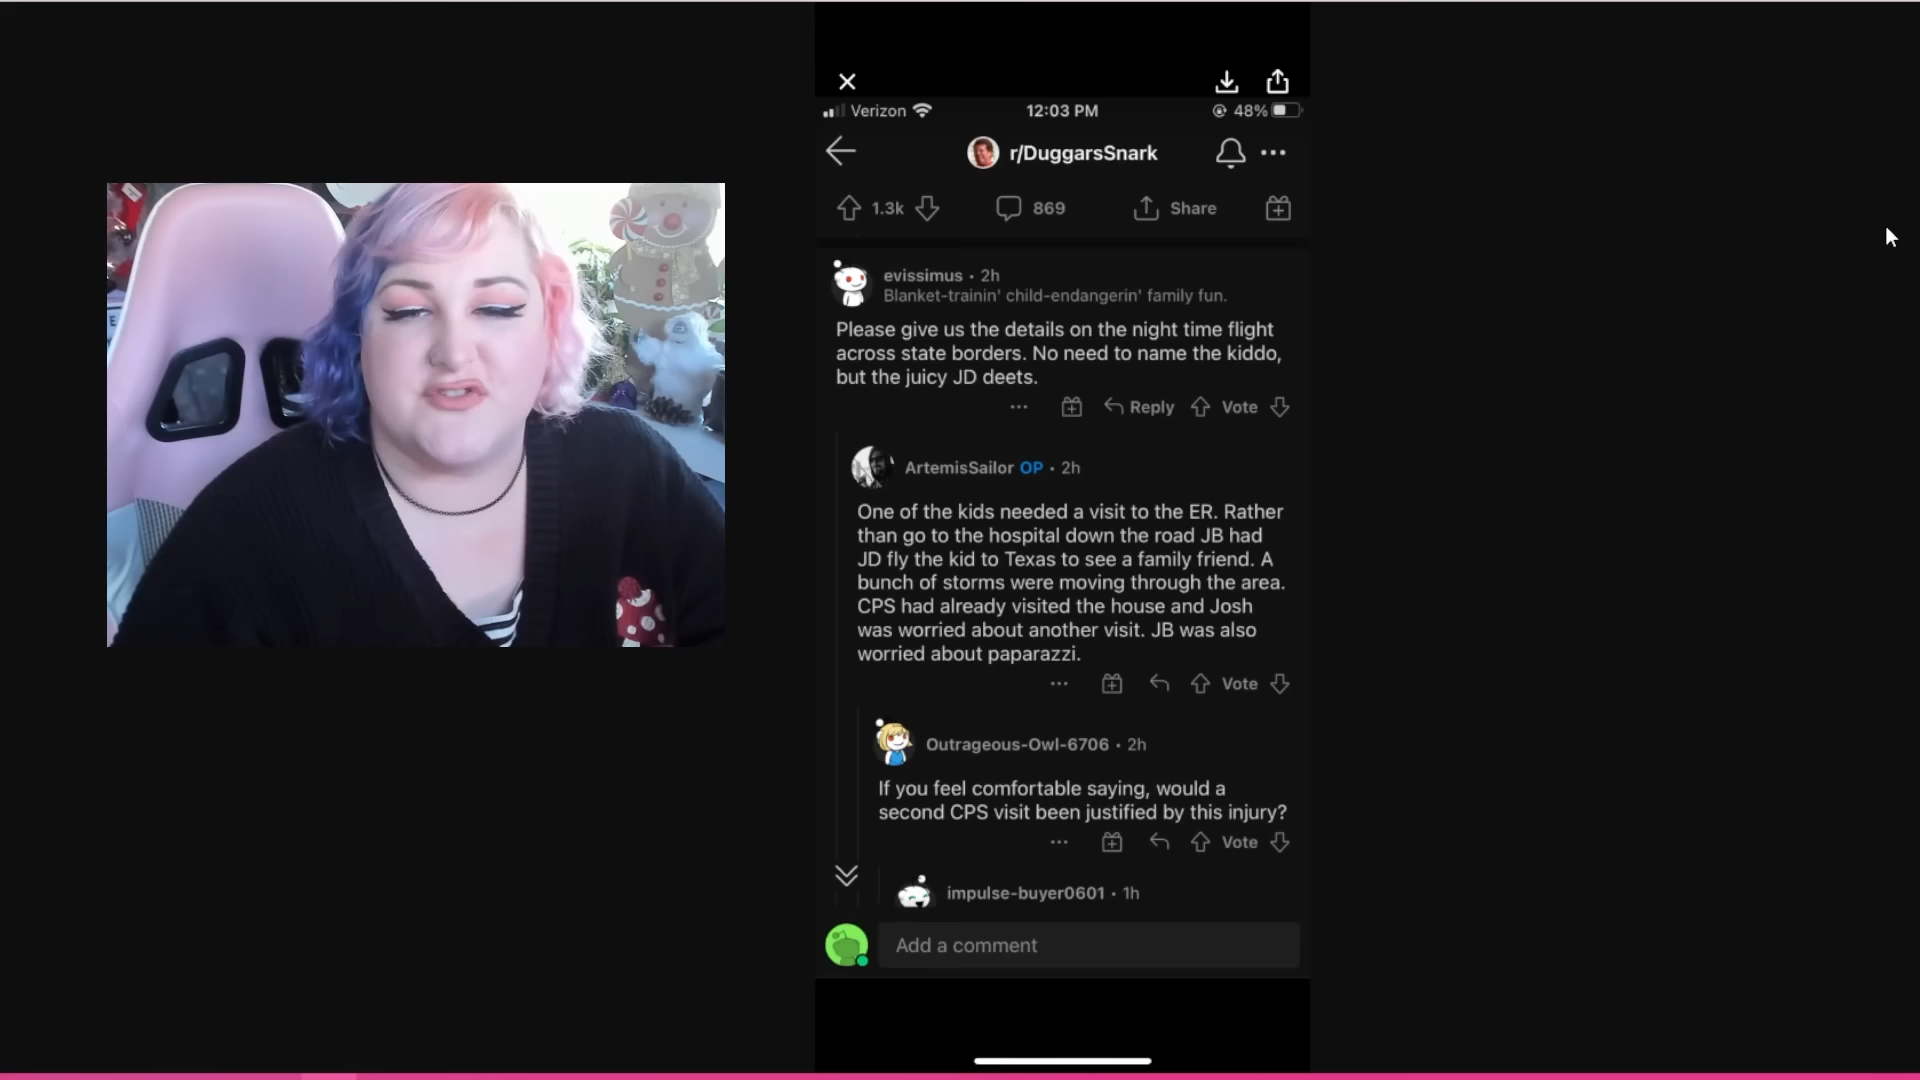 Verizon
12:03 PM
48%
r/DuggarsSnark
1.3k
869
Share
evissimus • 2h
Blanket-trainin' child-endangerin' family fun.
Please give us the details on the night time flight
across state borders. No need to name the kiddo,
but the juicy JD deets.
Reply
Vote
ArtemisSailor OP • 2h
One of the kids needed a visit to the ER. Rather
than go to the hospital down the road JB had
JD fly the kid to Texas to see a family friend. A
bunch of storms were moving through the area.
CPS had already visited the house and Josh
was worried about another visit. JB was also
worried about paparazzi.
Vote
Outrageous-Owl-6706 • 2h
If you feel comfortable saying, would a
second CPS visit been justified by this injury?
Vote
impulse-buyer0601 • 1h
Add a comment